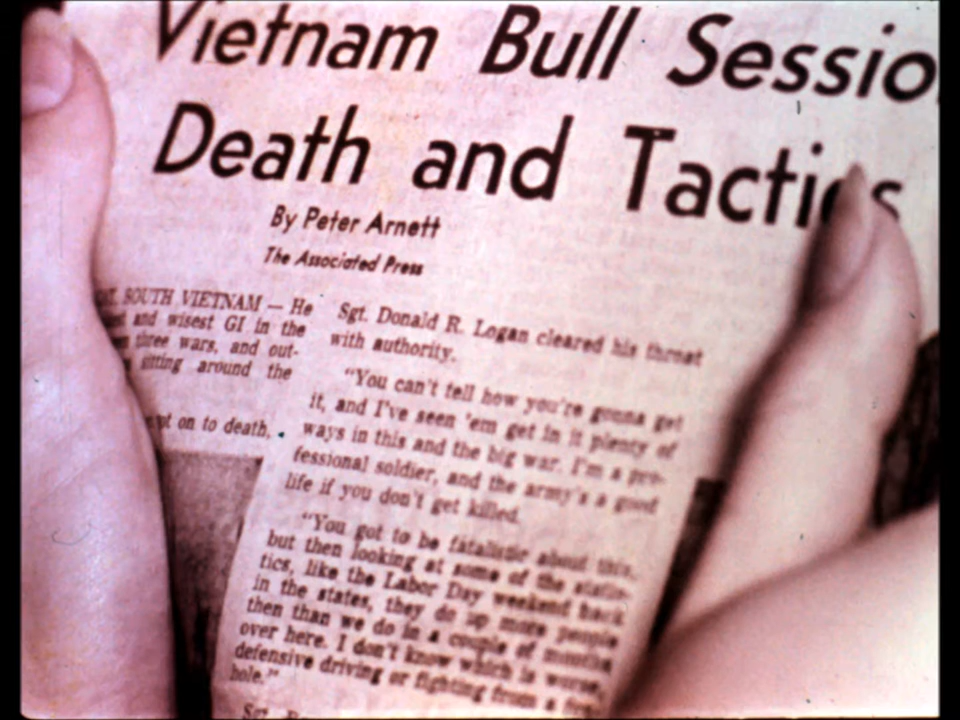 Vietnam Bull Sessio
Death and Tactics
By Peter Arnett
The Associated Press
SOUTH VIETNAM — He
and wisest GI in the
three wars, and out-
sitting around the
on to death,
Sgt. Donald R. Logan cleared his throat
with authority.
"You can't tell how you're gonna get
it, and I've seen 'em get in it plenty of
ways in this and the big war. I'm a pro-
fessional soldier, and the army's a good
life if you don't get killed.
"You got to be fatalistic about this,
but then looking at some of the statis-
tics, like the Labor Day weekend
in the states, they do up more people
then than we do in a couple of months
over here. I don't know which is worse,
defensive driving or fighting from a
hole."
Sgt.